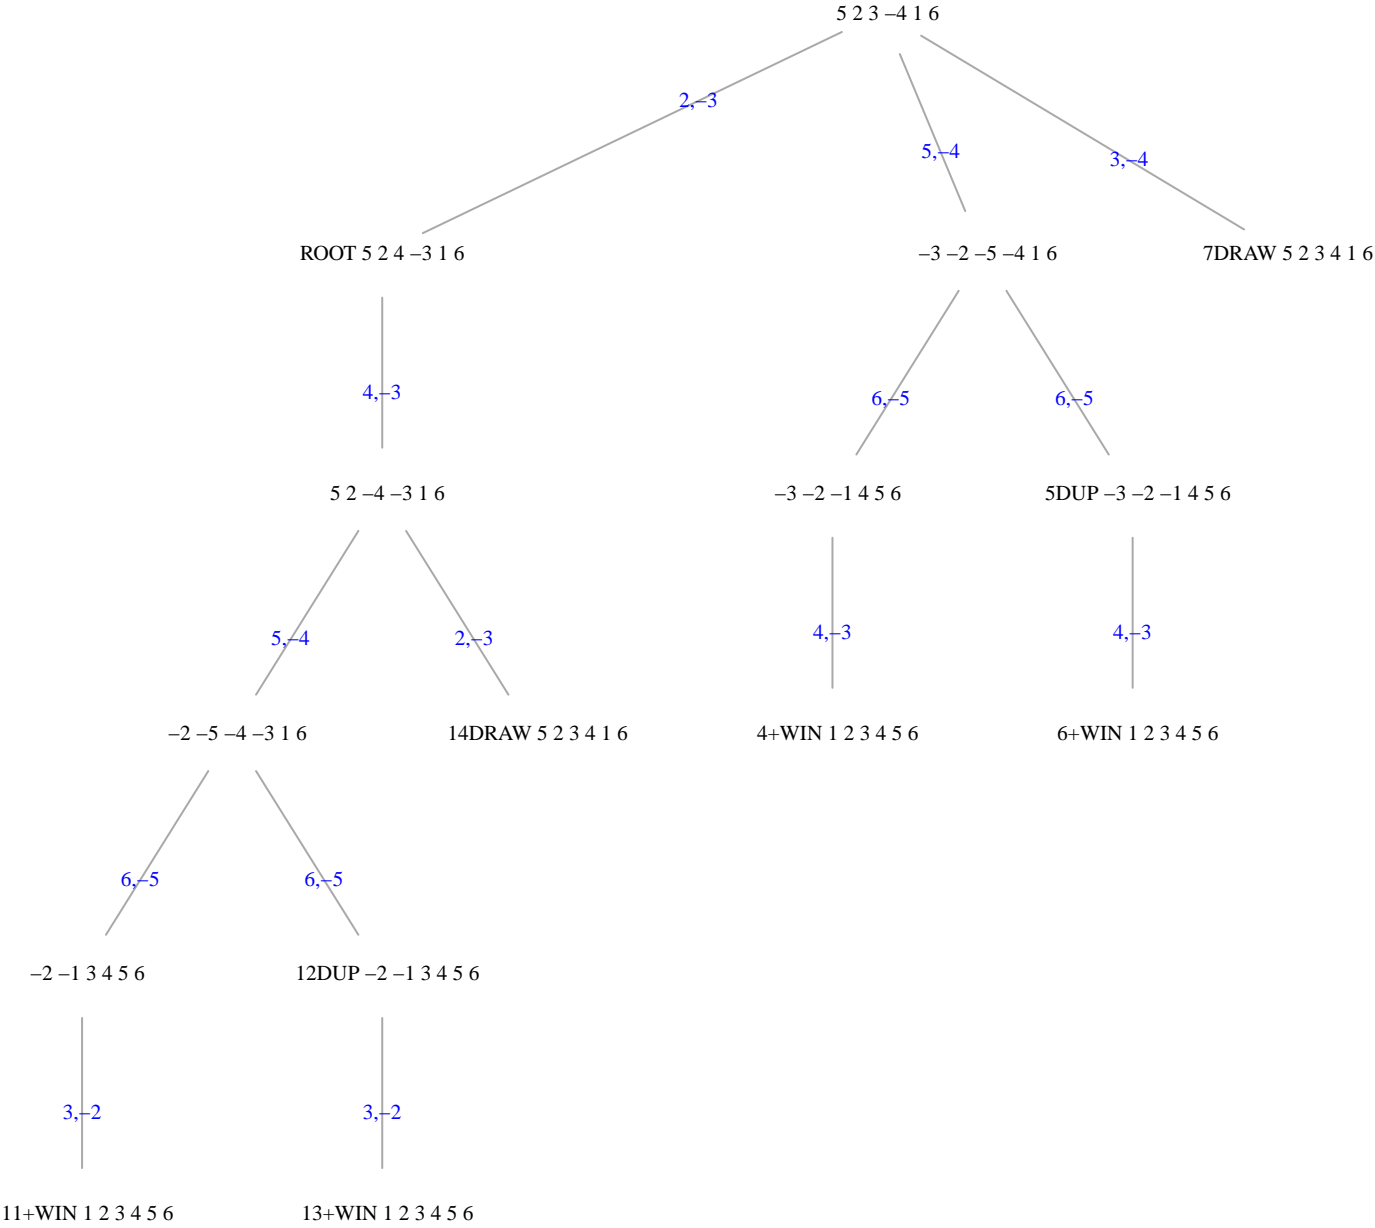 5 2 3 –4 1 6
2,–3
5,–4
3,–4
ROOT 5 2 4 –3 1 6
–3 –2 –5 –4 1 6
7DRAW 5 2 3 4 1 6
4,–3
6,–5
6,–5
5 2 –4 –3 1 6
–3 –2 –1 4 5 6
5DUP –3 –2 –1 4 5 6
5,–4
2,–3
4,–3
4,–3
–2 –5 –4 –3 1 6
14DRAW 5 2 3 4 1 6
4+WIN 1 2 3 4 5 6
6+WIN 1 2 3 4 5 6
6,–5
6,–5
–2 –1 3 4 5 6
12DUP –2 –1 3 4 5 6
3,–2
3,–2
11+WIN 1 2 3 4 5 6
13+WIN 1 2 3 4 5 6